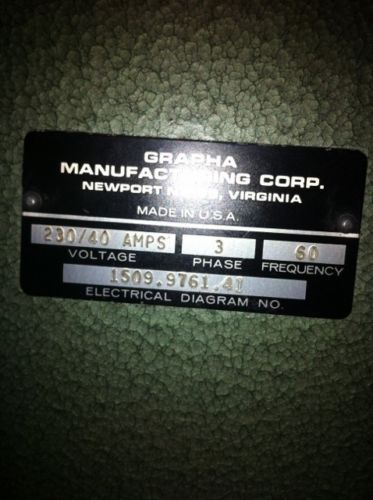 GRAPHA
MANUFACTURING CORP.
NEWPORT NEWS, VIRGINIA
MADE IN U.S.A.
230/40 AMPS 3 60
VOLTAGE PHASE FREQUENCY
1509.9761.41
ELECTRICAL DIAGRAM NO.